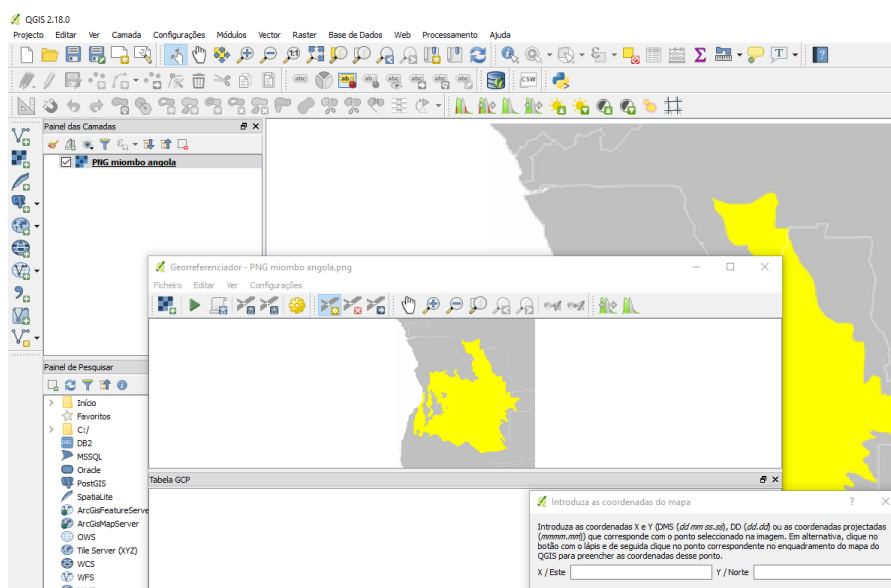 QGIS 2.18.0
Projecto Editar Ver Camada Configurações Módulos Vector Raster Base de Dados Web Processamento Ajuda
Painel das Camadas
PNG miombo angola
Georreferenciador - PNG miombo angola.png
Ficheiro Editar Ver Configurações
Painel de Pesquisar
Início
Favoritos
C:/
DB2
MSSQL
Oracle
PostGIS
SpatiaLite
ArcGisFeatureServe
ArcGisMapServer
OWS
Tile Server (XYZ)
WCS
WFS
Tabela GCP
Introduza as coordenadas do mapa
Introduza as coordenadas X e Y (DMS (dd mm ss.ss), DD (dd.dd) ou as coordenadas projectadas
(mmmm.mm)) que corresponde com o ponto seleccionado na imagem. Em alternativa, clique no
botão com o lápis e de seguida clique no ponto correspondente no enquadramento do mapa do
QGIS para preencher as coordenadas desse ponto.
X / Este Y / Norte